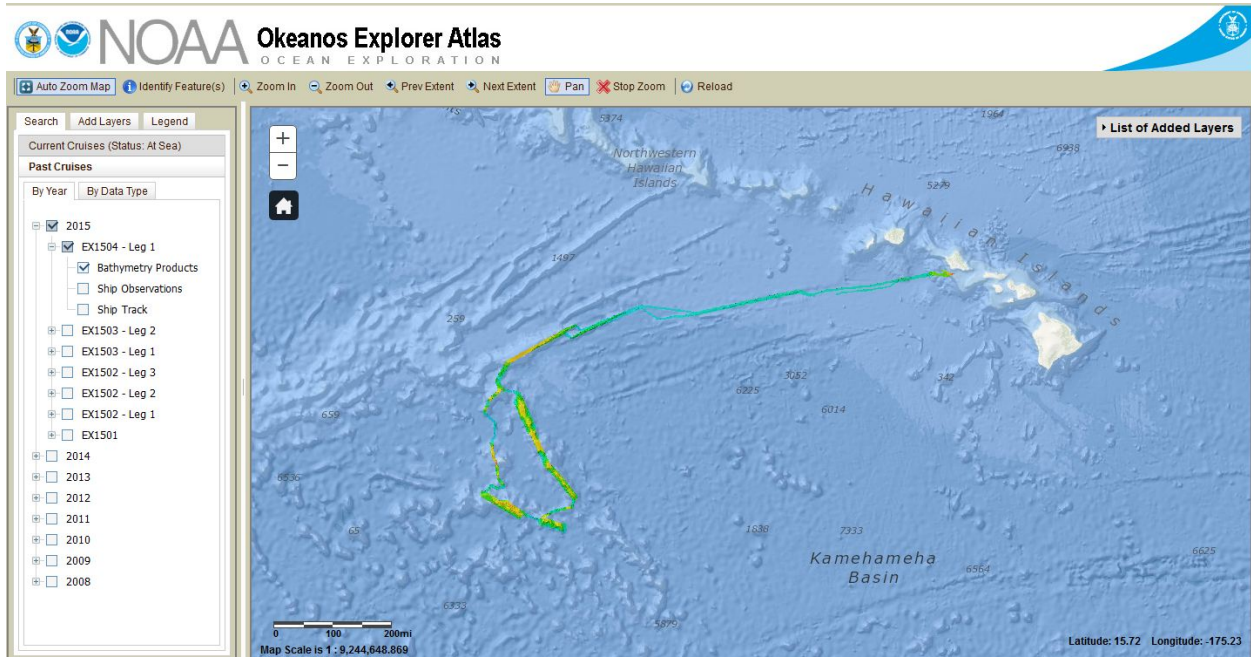 NOAA
Okeanos Explorer Atlas
OCEAN EXPLORATION
Auto Zoom Map Identify Feature(s) Zoom In Zoom Out Prev Extent Next Extent Pan Stop Zoom Reload
Search Add Layers Legend
Current Cruises (Status: At Sea)
Past Cruises
By Year By Data Type
2015
EX1504 - Leg 1
Bathymetry Products
Ship Observations
Ship Track
EX1503 - Leg 2
EX1503 - Leg 1
EX1502 - Leg 3
EX1502 - Leg 2
EX1502 - Leg 1
EX1501
2014
2013
2012
2011
2010
2009
2008
+
−
List of Added Layers
5374
1964
6938
Northwestern
Hawaiian
Islands
5279
Hawaiian Islands
1497
259
3052
347
6225
6014
659
6536
65
1838
7333
Kamehameha
Basin
6564
6625
6333
5879
0 100 200mi
Map Scale is 1 : 9,244,648.869
Latitude: 15.72 Longitude: -175.23